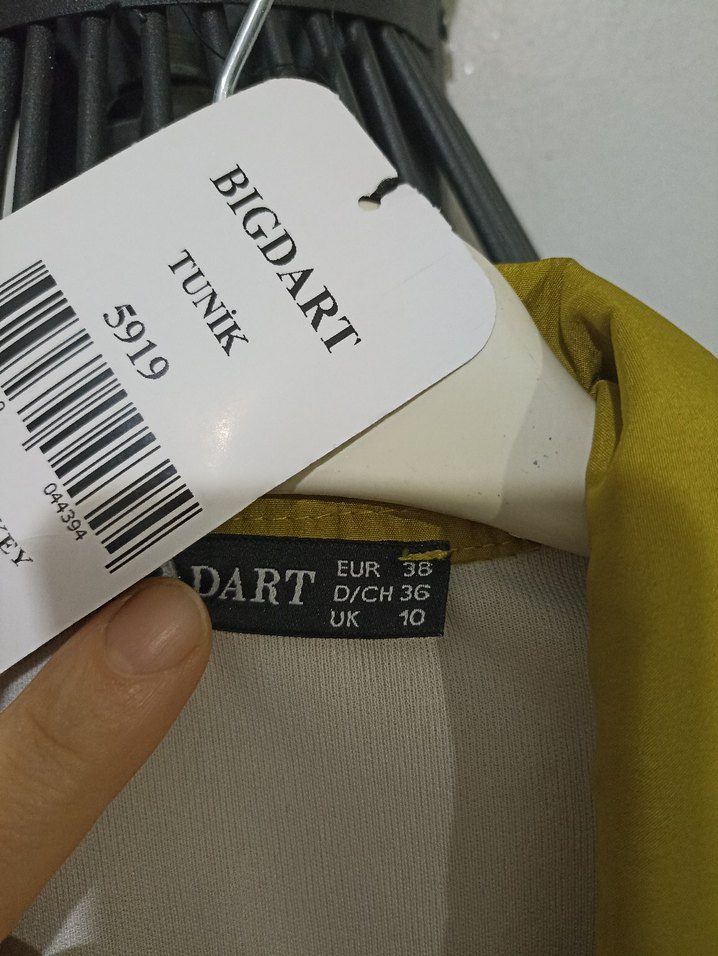 BIGDART
TUNİK
5919
044394
DART
EUR 38
D/CH 36
UK 10